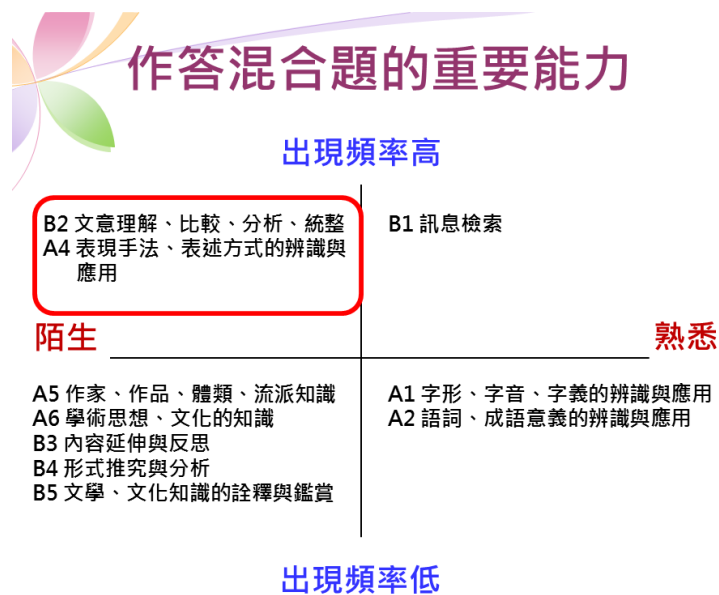 作答混合題的重要能力
出現頻率高
B2 文意理解、比較、分析、統整
A4 表現手法、表述方式的辨識與
應用
B1 訊息檢索
陌生
熟悉
A5 作家、作品、體類、流派知識
A6 學術思想、文化的知識
B3 內容延伸與反思
B4 形式推究與分析
B5 文學、文化知識的詮釋與鑑賞
A1 字形、字音、字義的辨識與應用
A2 語詞、成語意義的辨識與應用
出現頻率低